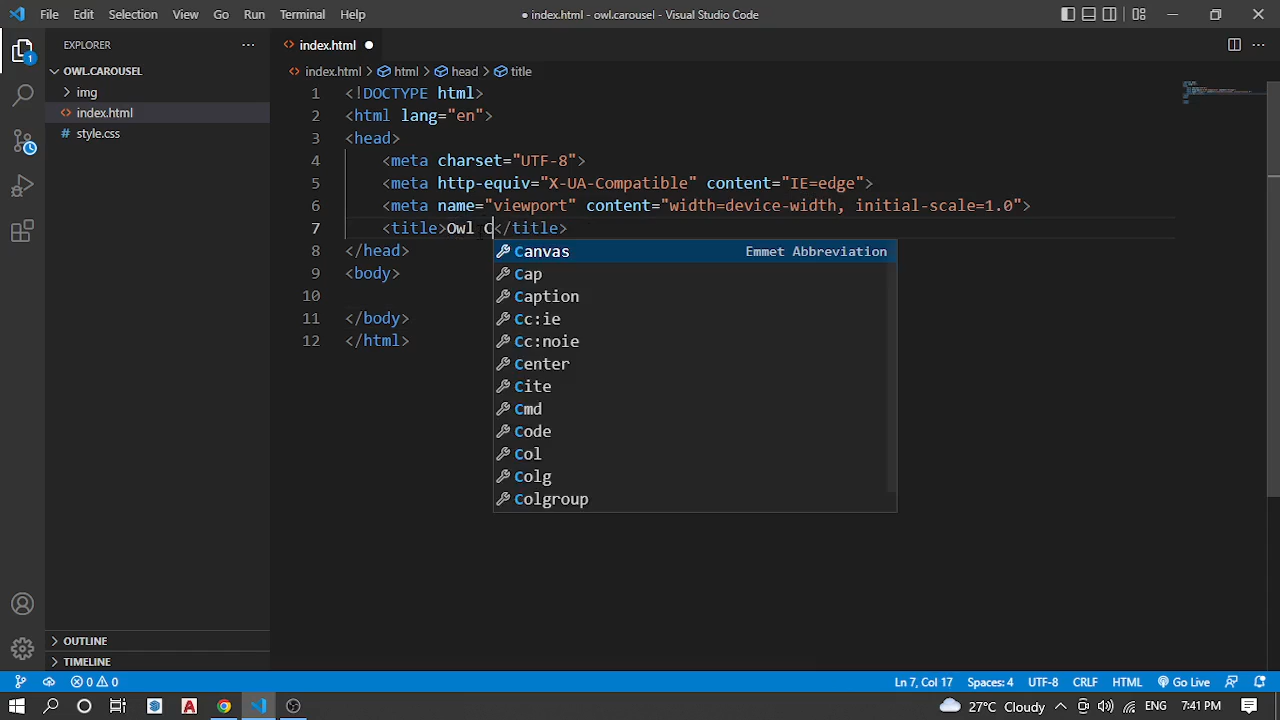 File Edit Selection View Go Run Terminal Help
● index.html - owl.carousel - Visual Studio Code
EXPLORER
OWL.CAROUSEL
img
index.html
style.css
OUTLINE
TIMELINE
1
index.html
index.html > html > head > title
1 <!DOCTYPE html>
2 <html lang="en">
3 <head>
4 <meta charset="UTF-8">
5 <meta http-equiv="X-UA-Compatible" content="IE=edge">
6 <meta name="viewport" content="width=device-width, initial-scale=1.0">
7 <title>Owl C</title>
8 </head>
9 <body>
10
11 </body>
12 </html>
Canvas Emmet Abbreviation
Cap
Caption
Cc:ie
Cc:noie
Center
Cite
Cmd
Code
Col
Colg
Colgroup
0 0 Ln 7, Col 17 Spaces: 4 UTF-8 CRLF HTML Go Live
27°C Cloudy ENG 7:41 PM